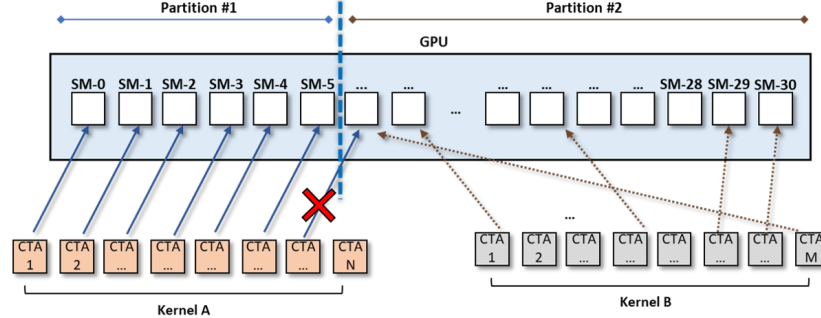 Partition #1
Partition #2
GPU
SM-0 SM-1 SM-2 SM-3 SM-4 SM-5 ... ... ... ... ... ... SM-28 SM-29 SM-30
...
...
CTA 1
CTA 2
CTA ...
CTA ...
CTA ...
CTA ...
CTA ...
CTA N
CTA 1
CTA 2
CTA ...
CTA ...
CTA ...
CTA ...
CTA ...
CTA M
Kernel A
Kernel B